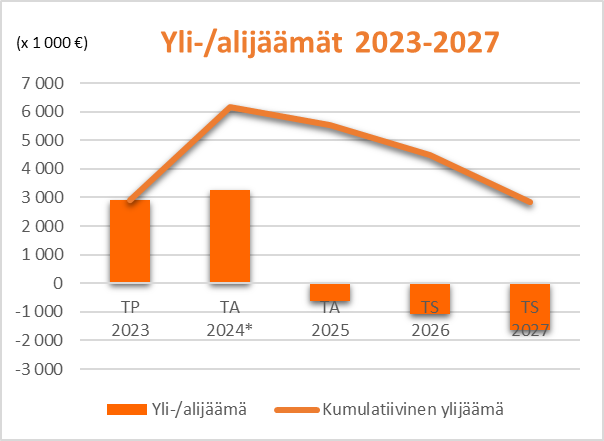 (x 1 000 €)
Yli-/alijäämät 2023-2027
7 000
6 000
5 000
4 000
3 000
2 000
1 000
0
-1 000
-2 000
-3 000
TP TA TA TS TS
2023 2024* 2025 2026 2027
Yli-/alijäämä Kumulatiivinen ylijäämä